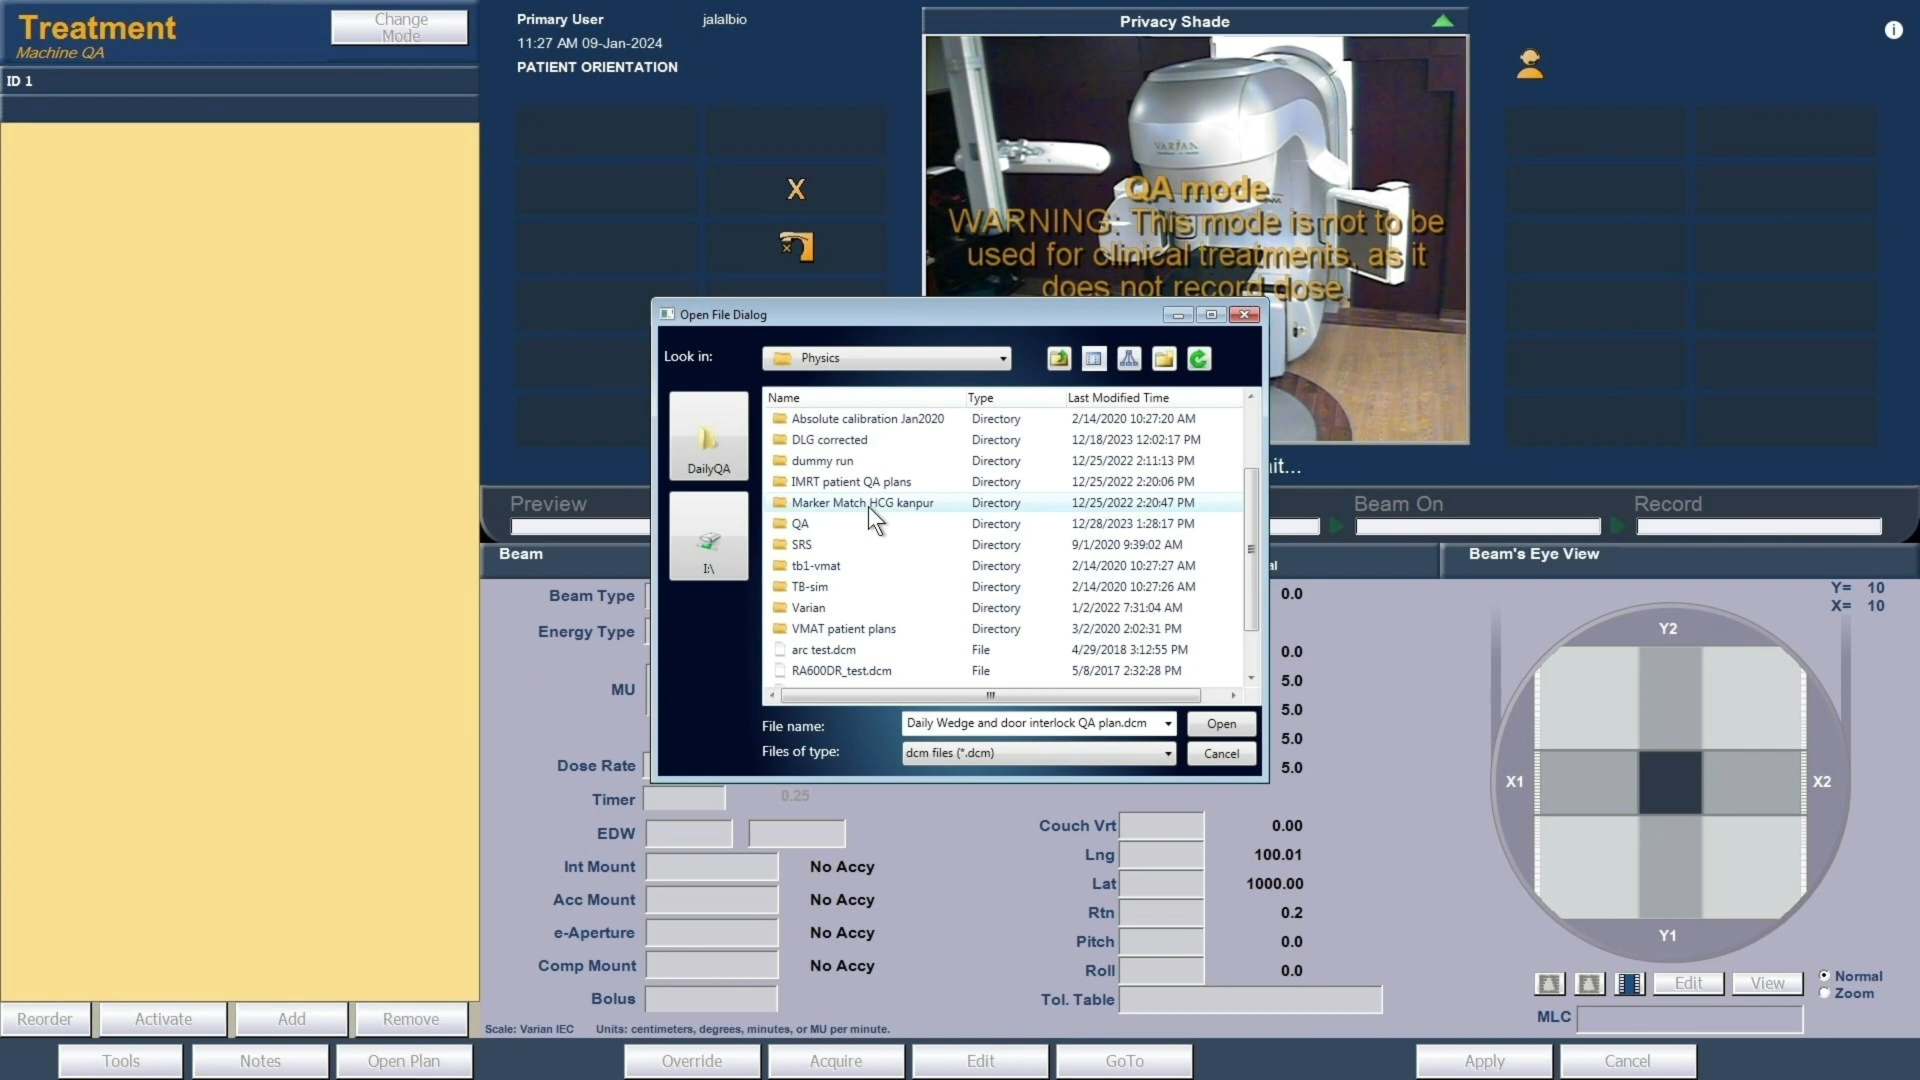 Treatment
Machine QA
Change
Mode
ID 1
Primary User jalalbio
11:27 AM 09-Jan-2024
PATIENT ORIENTATION
X
Privacy Shade
VARIAN
QA mode
WARNING: This mode is not to be
used for clinical treatments, as it
does not record dose.
Open File Dialog
Look in: Physics
DailyQA
I:\
Name Type Last Modified Time
Absolute calibration Jan2020 Directory 2/14/2020 10:27:20 AM
DLG corrected Directory 12/18/2023 12:02:17 PM
dummy run Directory 12/25/2022 2:11:13 PM
IMRT patient QA plans Directory 12/25/2022 2:20:06 PM
Marker Match HCG kanpur Directory 12/25/2022 2:20:47 PM
QA Directory 12/28/2023 1:28:17 PM
SRS Directory 9/1/2020 9:39:02 AM
tb1-vmat Directory 2/14/2020 10:27:27 AM
TB-sim Directory 2/14/2020 10:27:26 AM
Varian Directory 1/2/2022 7:31:04 AM
VMAT patient plans Directory 3/2/2020 2:02:31 PM
arc test.dcm File 4/29/2018 3:12:55 PM
RA600DR_test.dcm File 5/8/2017 2:32:28 PM
File name: Daily Wedge and door interlock QA plan.dcm Open
Files of type: dcm files (*.dcm) Cancel
it...
Preview
Beam On
Record
Beam
al
Beam's Eye View
Beam Type
Energy Type
MU
Dose Rate
Timer 0.25
EDW
Int Mount No Accy
Acc Mount No Accy
e-Aperture No Accy
Comp Mount No Accy
Bolus
0.0
0.0
5.0
5.0
5.0
5.0
Couch Vrt 0.00
Lng 100.01
Lat 1000.00
Rtn 0.2
Pitch 0.0
Roll 0.0
Tol. Table
Y= 10
X= 10
Y2
X1
X2
Y1
Edit
View
Normal
Zoom
MLC
Scale: Varian IEC Units: centimeters, degrees, minutes, or MU per minute.
Reorder
Activate
Add
Remove
Tools
Notes
Open Plan
Override
Acquire
Edit
GoTo
Apply
Cancel